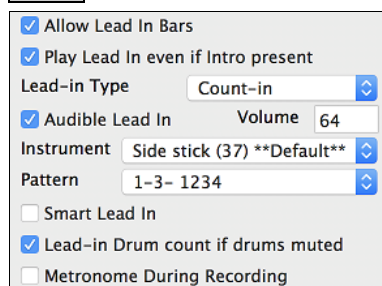 Allow Lead In Bars
Play Lead In even if Intro present
Lead-in Type Count-in
Audible Lead In Volume 64
Instrument Side stick (37) **Default**
Pattern 1-3- 1234
Smart Lead In
Lead-in Drum count if drums muted
Metronome During Recording